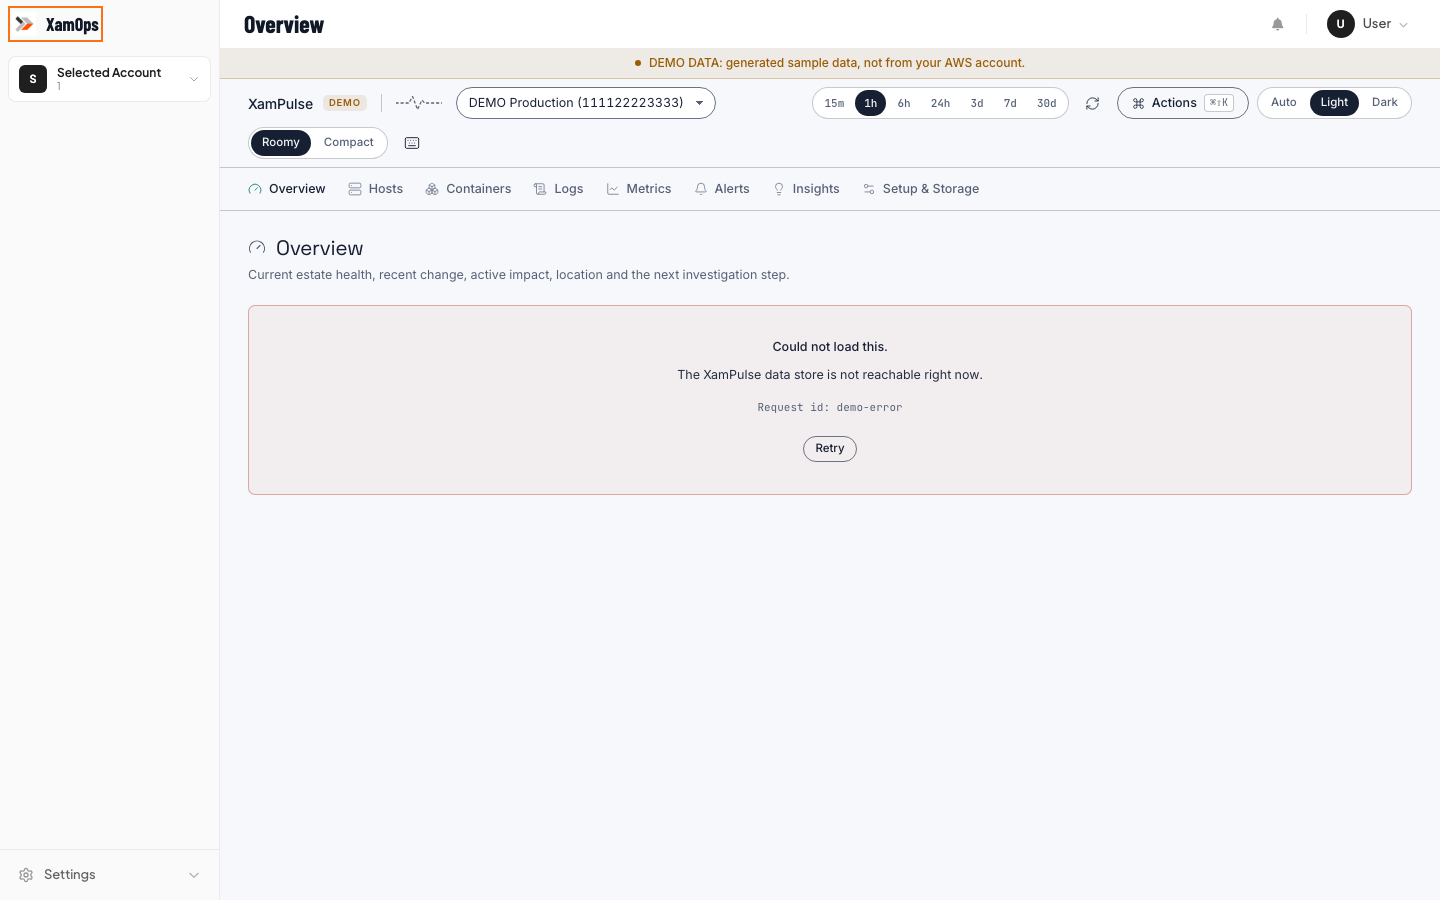 XamOps
Overview
U
User
S
Selected Account
1
DEMO DATA: generated sample data, not from your AWS account.
XamPulse
DEMO
DEMO Production (111122223333)
15m
1h
6h
24h
3d
7d
30d
⌘ Actions ⌘⇧K
Auto
Light
Dark
Roomy
Compact
Overview
Hosts
Containers
Logs
Metrics
Alerts
Insights
Setup & Storage
Overview
Current estate health, recent change, active impact, location and the next investigation step.
Could not load this.
The XamPulse data store is not reachable right now.
Request id: demo-error
Retry
Settings